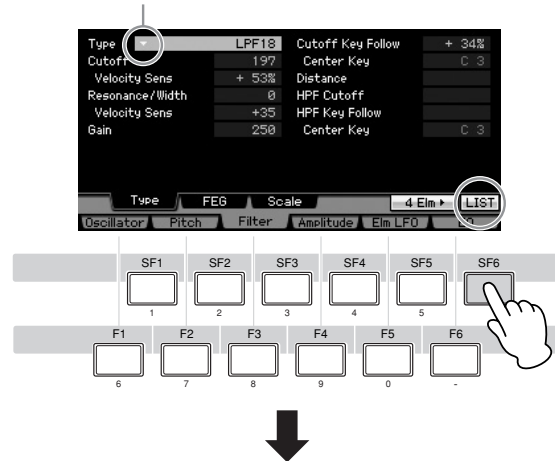 Type LPF18 Cutoff Key Follow + 34%
Cutoff 197 Center Key C 3
Velocity Sens + 53% Distance
Resonance/Width 0 HPF Cutoff
Velocity Sens +35 HPF Key Follow
Gain 250 Center Key C 3
Type FEG Scale 4 Elm LIST
Oscillator Pitch Filter Amplitude Elm LFO EQ
SF1 SF2 SF3 SF4 SF5 SF6
1 2 3 4 5
F1 F2 F3 F4 F5 F6
6 7 8 9 0 -